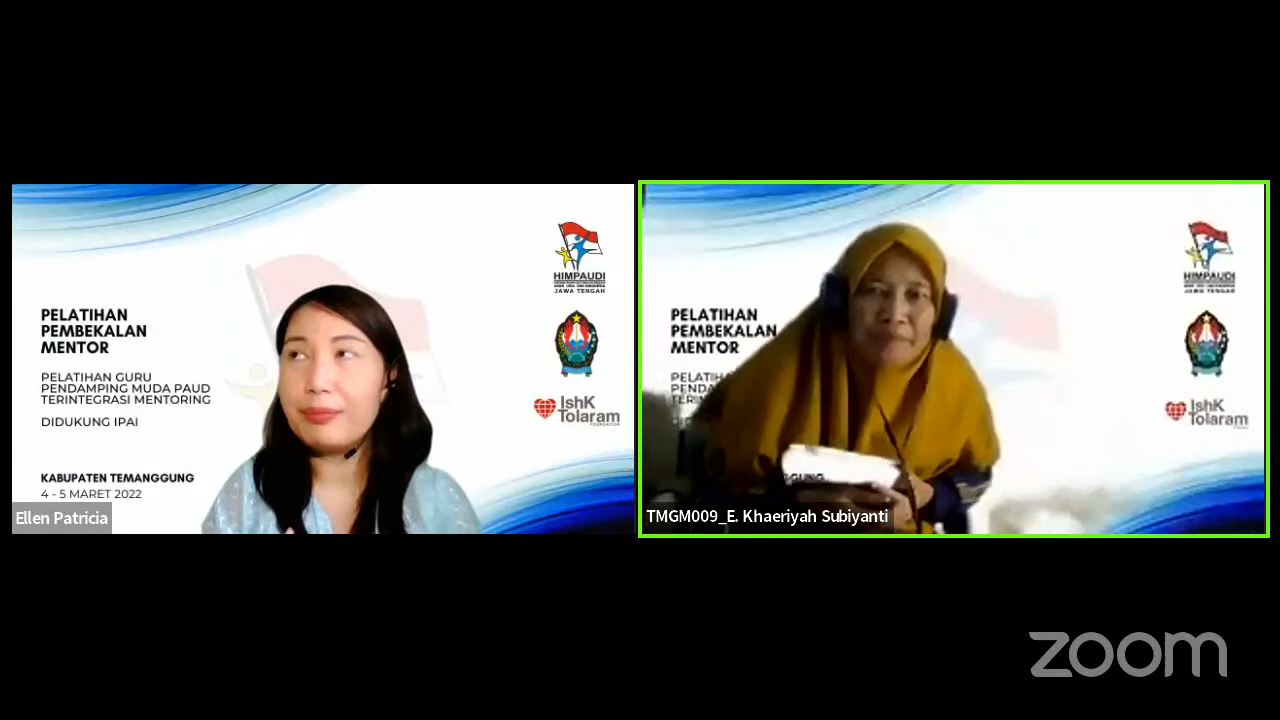 PELATIHAN
PEMBEKALAN
MENTOR
PELATIHAN GURU
PENDAMPING MUDA PAUD
TERINTEGRASI MENTORING
DIDUKUNG IPAI
KABUPATEN TEMANGGUNG
4 - 5 MARET 2022
HIMPAUDI
JAWA TENGAH
IshK
Tolaram
FOUNDATION
Ellen Patricia
PELATIHAN
PEMBEKALAN
MENTOR
HIMPAUDI
JAWA TENGAH
IshK
Tolaram
TMGM009_E. Khaeriyah Subiyanti
zoom